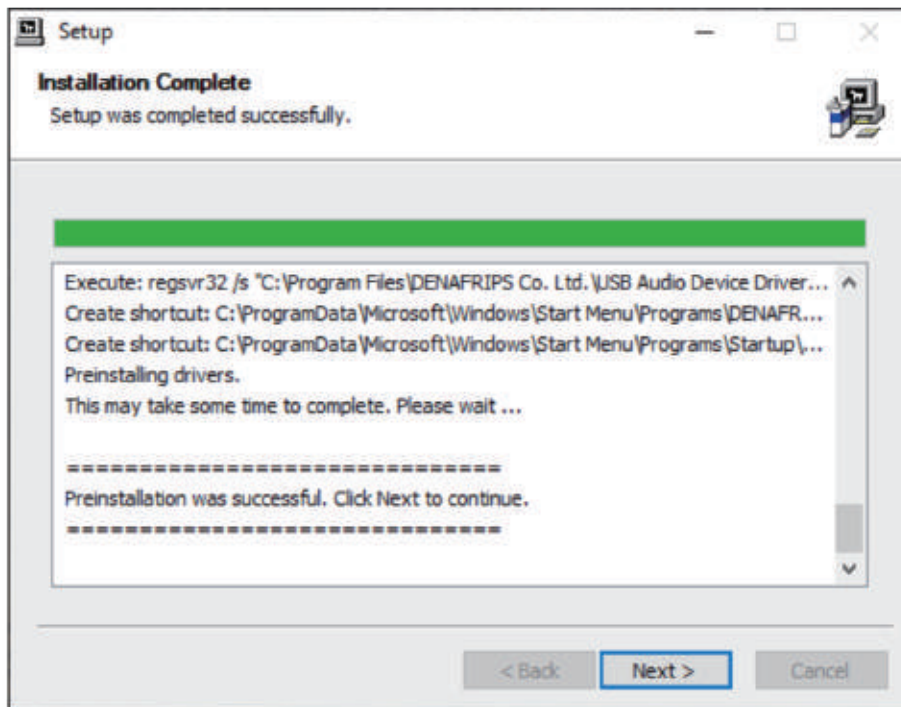 Setup
Installation Complete
Setup was completed successfully.
Execute: regsvr32 /s "C:\Program Files\DENAFRIPS Co. Ltd.\USB Audio Device Driver...
Create shortcut: C:\ProgramData\Microsoft\Windows\Start Menu\Programs\DENAFR...
Create shortcut: C:\ProgramData\Microsoft\Windows\Start Menu\Programs\Startup\...
Preinstalling drivers.
This may take some time to complete. Please wait ...
==============================
Preinstallation was successful. Click Next to continue.
==============================
< Back Next > Cancel